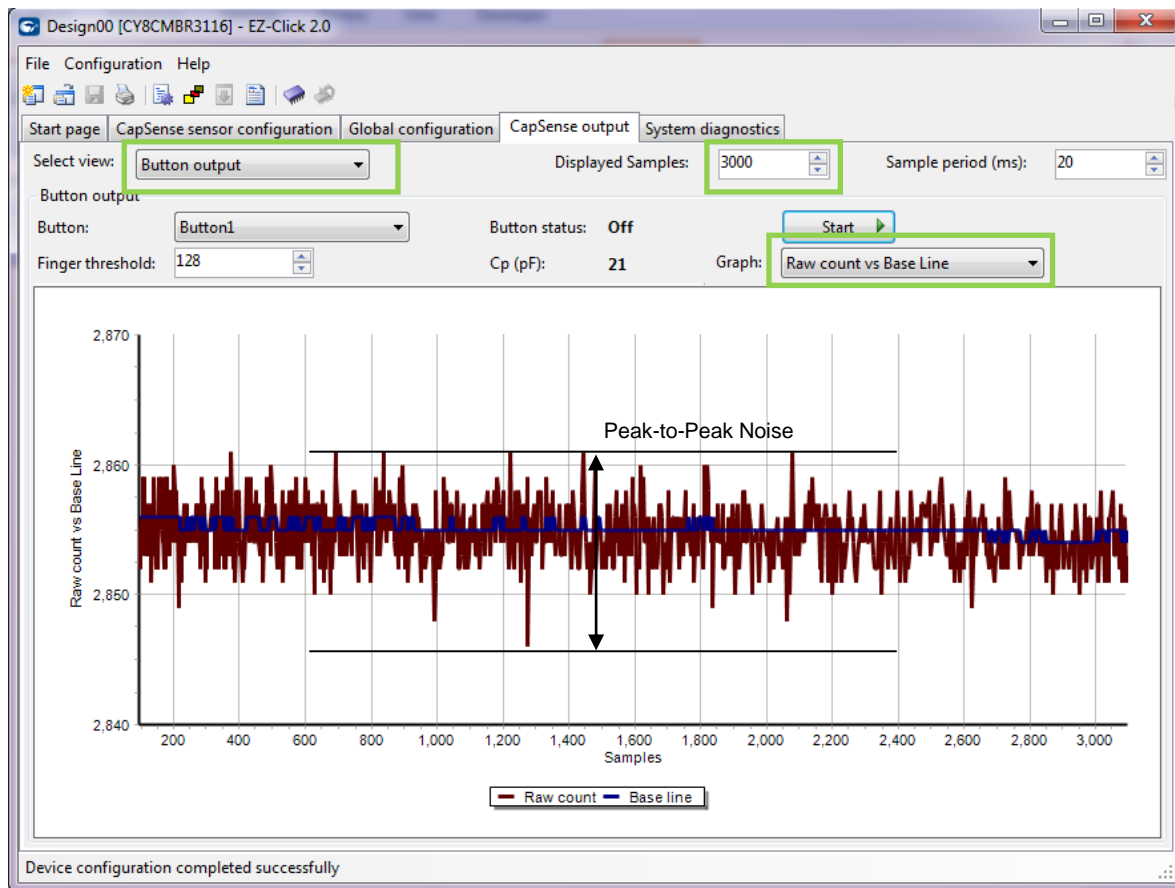 Design00 [CY8CMBR3116] - EZ-Click 2.0
File Configuration Help
Start page CapSense sensor configuration Global configuration CapSense output System diagnostics
Select view: Button output Displayed Samples: 3000 Sample period (ms): 20
Button output
Button: Button1 Button status: Off Start
Finger threshold: 128 Cp (pF): 21 Graph: Raw count vs Base Line
2,870
Peak-to-Peak Noise
2,860
2,850
2,840
Raw count vs Base Line
200 400 600 800 1,000 1,200 1,400 1,600 1,800 2,000 2,200 2,400 2,600 2,800 3,000
Samples
Raw count Base line
Device configuration completed successfully